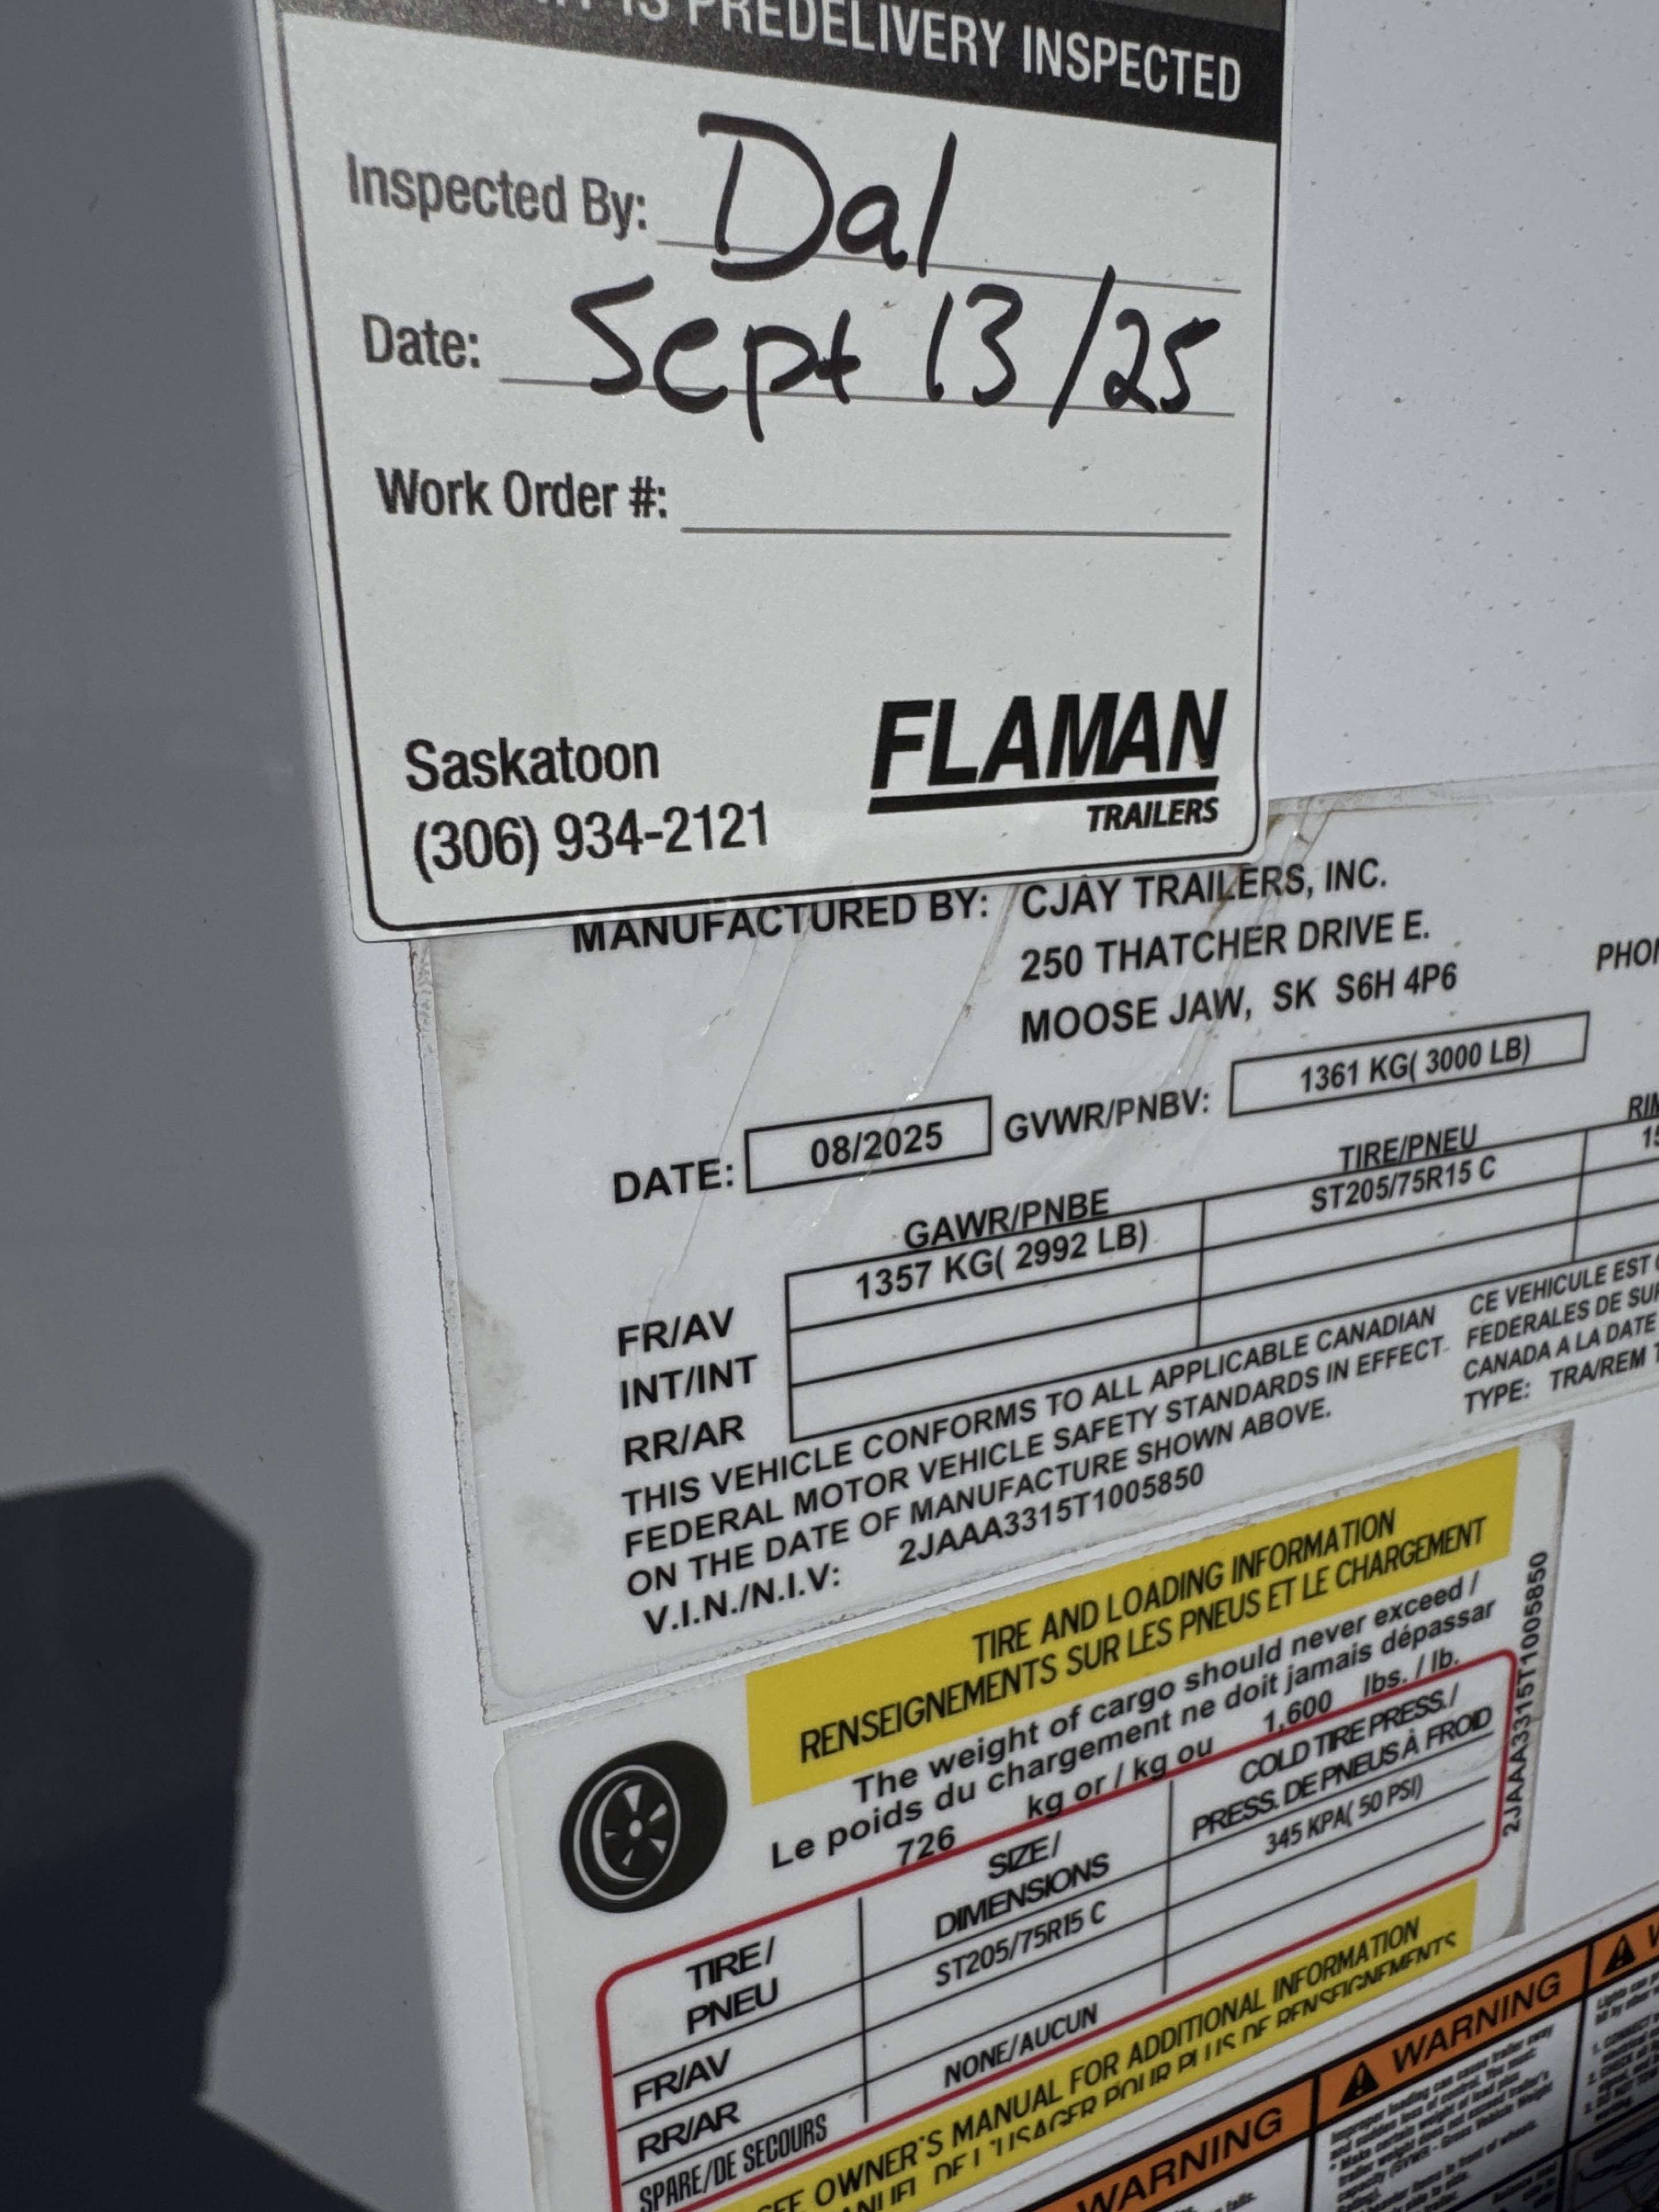 IS PREDELIVERY INSPECTED
Inspected By: Dal
Date: Sept 13/25
Work Order #:
Saskatoon
(306) 934-2121
FLAMAN
TRAILERS
MANUFACTURED BY: CJAY TRAILERS, INC.
250 THATCHER DRIVE E.
MOOSE JAW, SK S6H 4P6
DATE: 08/2025 GVWR/PNBV: 1361 KG( 3000 LB)
GAWR/PNBE TIRE/PNEU
FR/AV 1357 KG( 2992 LB) ST205/75R15 C
INT/INT
RR/AR
THIS VEHICLE CONFORMS TO ALL APPLICABLE CANADIAN
FEDERAL MOTOR VEHICLE SAFETY STANDARDS IN EFFECT
ON THE DATE OF MANUFACTURE SHOWN ABOVE.
CE VEHICULE EST
FEDERALES DE
CANADA A LA DATE
TYPE: TRA/REM
V.I.N./N.I.V: 2JAAA3315T1005850
TIRE AND LOADING INFORMATION
RENSEIGNEMENTS SUR LES PNEUS ET LE CHARGEMENT
The weight of cargo should never exceed /
Le poids du chargement ne doit jamais dépasser
726 kg or / kg ou 1,600 lbs. / lb.
TIRE/
PNEU
SIZE/
DIMENSIONS
COLD TIRE PRESS./
PRESS. DE PNEUS À FROID
FR/AV ST205/75R15 C 345 KPA( 50 PSI)
RR/AR
SPARE/DE SECOURS NONE/AUCUN
2JAAA3315T1005850
OWNER'S MANUAL FOR ADDITIONAL INFORMATION
DE L'USAGER POUR PLUS DE RENSEIGNEMENTS
WARNING
WARNING